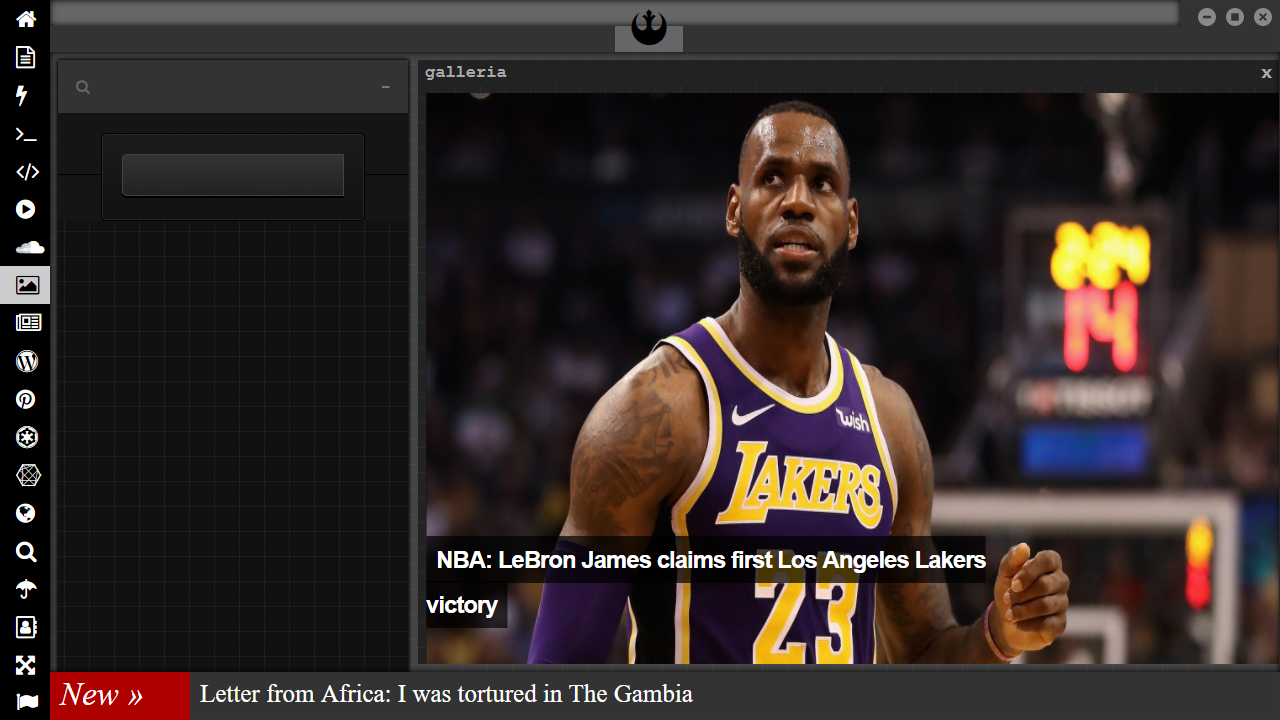 galleria
x
wish
LAKERS
23
14
NBA: LeBron James claims first Los Angeles Lakers
victory
New »
Letter from Africa: I was tortured in The Gambia